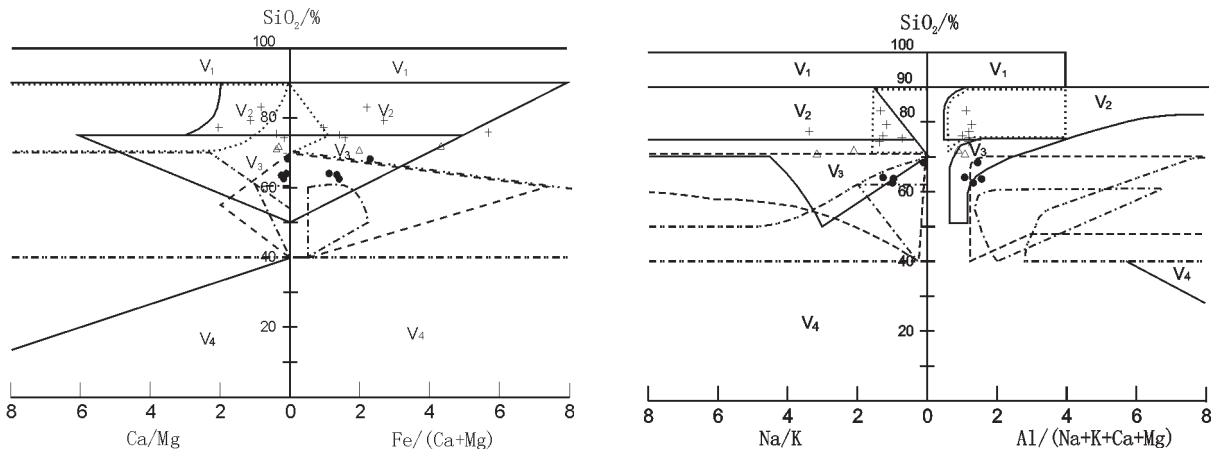 SiO₂/%
100
80
60
40
20
V₁
V₁
V₂
V₂
V₃
V₃
V₄
V₄
8
6
4
2
0
2
4
6
8
Ca/Mg
Fe/(Ca+Mg)
SiO₂/%
100
90
80
60
40
20
V₁
V₁
V₂
V₂
V₃
V₃
V₄
V₄
8
6
4
2
0
2
4
6
8
Na/K
Al/(Na+K+Ca+Mg)